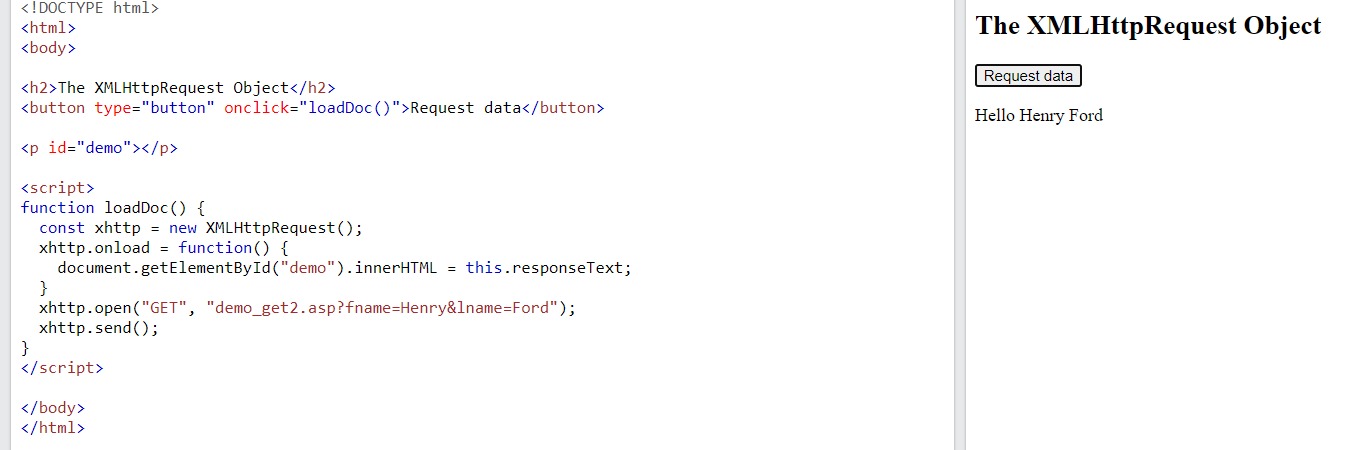 <!DOCTYPE html>
<html>
<body>
<h2>The XMLHttpRequest Object</h2>
<button type="button" onclick="loadDoc()">Request data</button>
<p id="demo"></p>
<script>
function loadDoc() {
  const xhttp = new XMLHttpRequest();
  xhttp.onload = function() {
    document.getElementById("demo").innerHTML = this.responseText;
  }
  xhttp.open("GET", "demo_get2.asp?fname=Henry&lname=Ford");
  xhttp.send();
}
</script>
</body>
</html>
The XMLHttpRequest Object
Request data
Hello Henry Ford